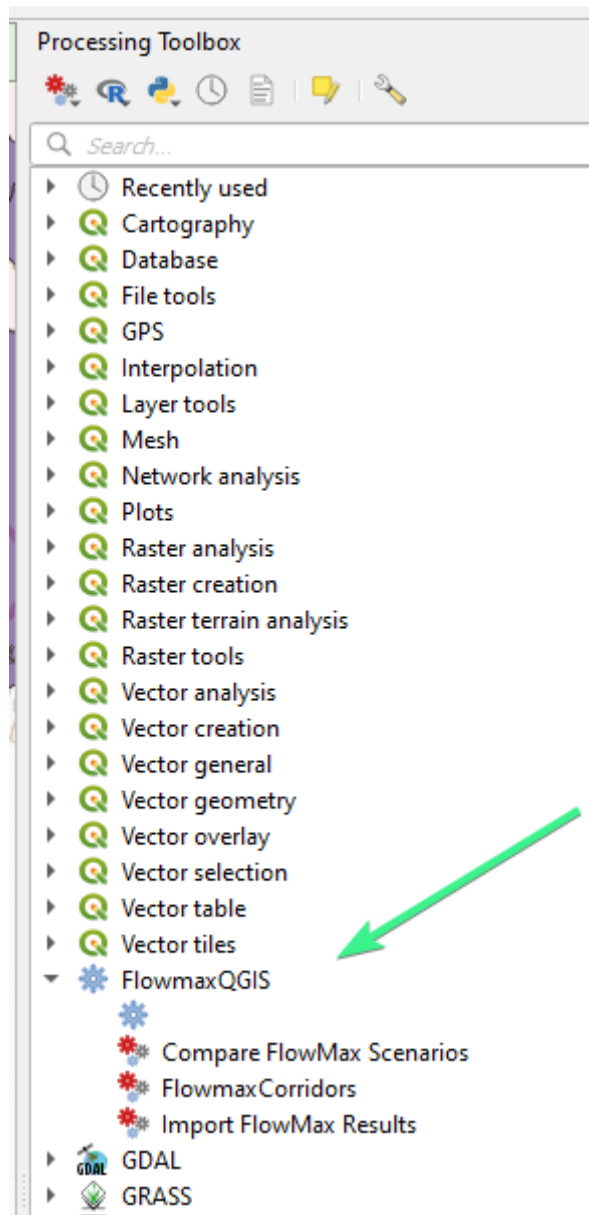 Processing Toolbox
Search...
Recently used
Cartography
Database
File tools
GPS
Interpolation
Layer tools
Mesh
Network analysis
Plots
Raster analysis
Raster creation
Raster terrain analysis
Raster tools
Vector analysis
Vector creation
Vector general
Vector geometry
Vector overlay
Vector selection
Vector table
Vector tiles
FlowmaxQGIS
Compare FlowMax Scenarios
FlowmaxCorridors
Import FlowMax Results
GDAL
GRASS